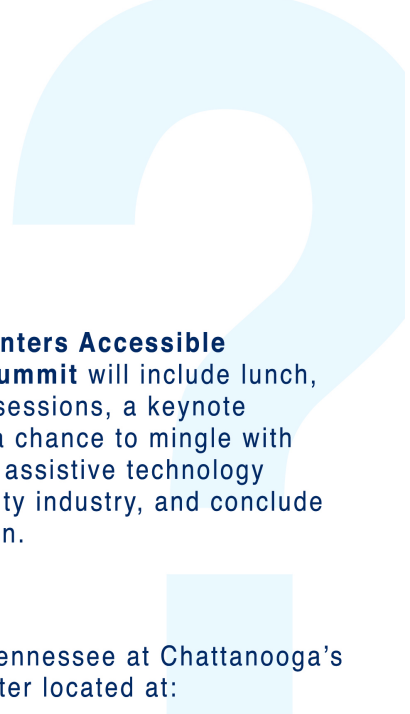 nters Accessible
ummit will include lunch,
sessions, a keynote
a chance to mingle with
assistive technology
ty industry, and conclude
n.
ennessee at Chattanooga’s
ter located at: